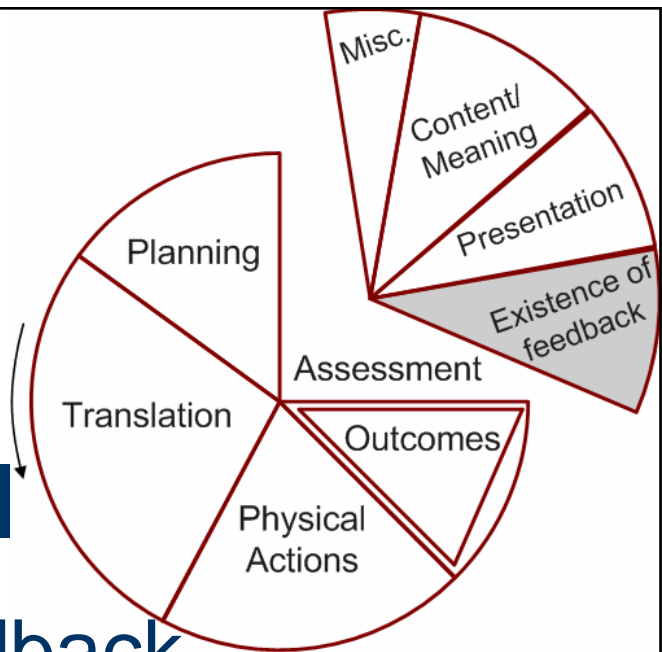 Misc.
Content/
Meaning
Presentation
Existence of
feedback
Planning
Assessment
Translation
Outcomes
Physical
Actions